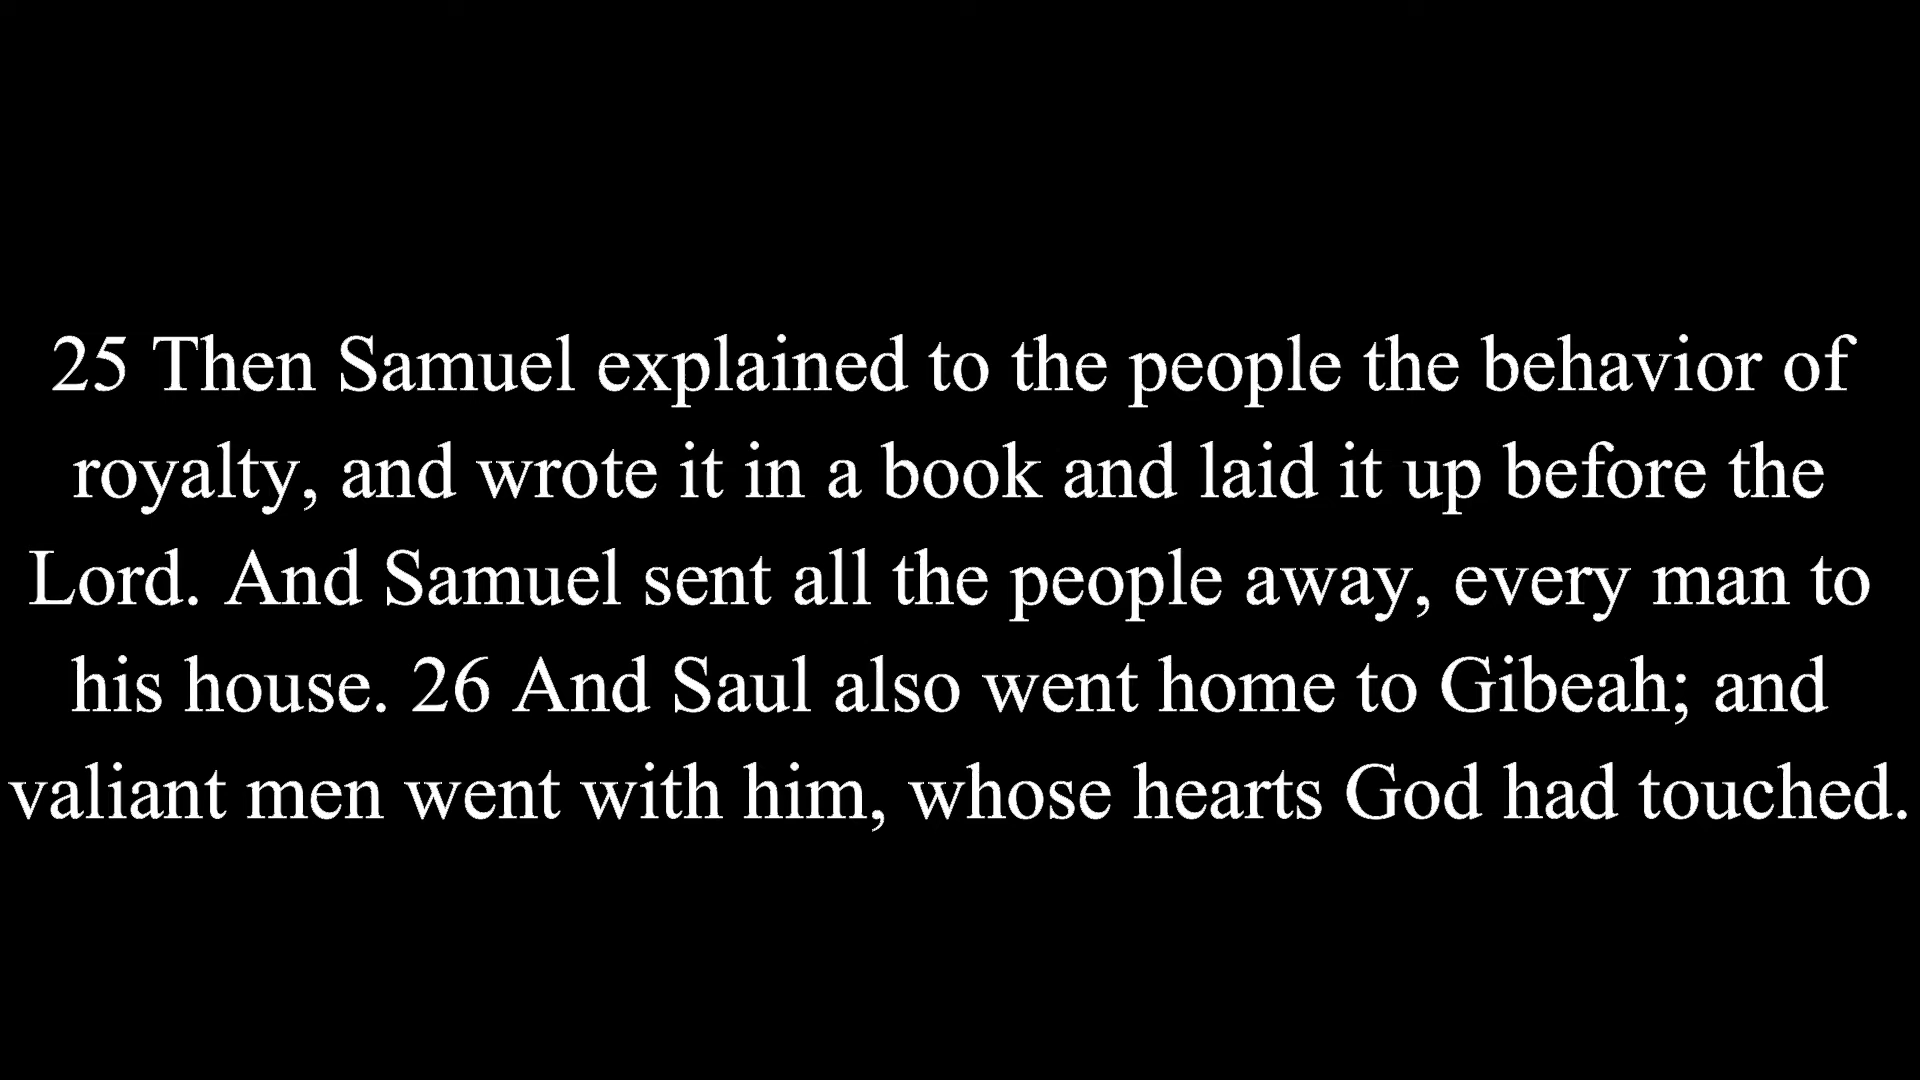 25 Then Samuel explained to the people the behavior of
royalty, and wrote it in a book and laid it up before the
Lord. And Samuel sent all the people away, every man to
his house. 26 And Saul also went home to Gibeah; and
valiant men went with him, whose hearts God had touched.